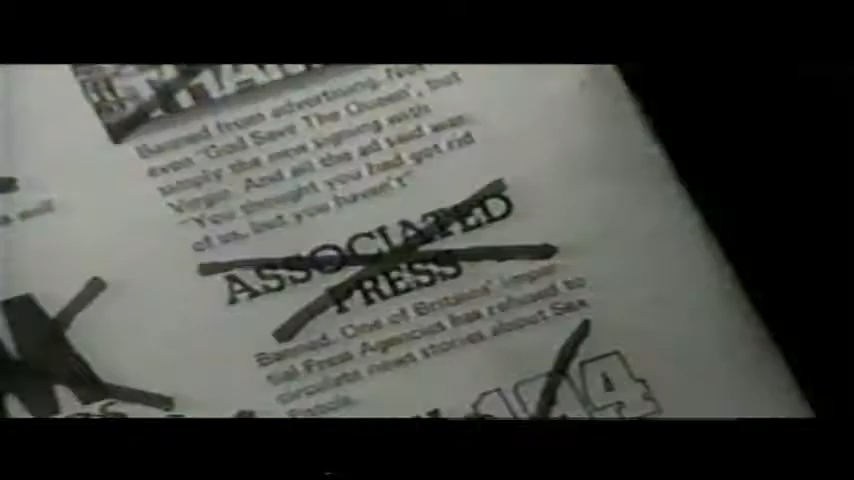 Banned from advertising. Not
even "God Save The Queen", but
simply the new signing with
Virgin. And all the ad said was
"You thought you had got rid
of us, but you haven't"
ASSOCIATED
PRESS
Banned. One of Britains' impar-
tial Press Agencies has refused to
circulate news stories about Sex
Pistols.